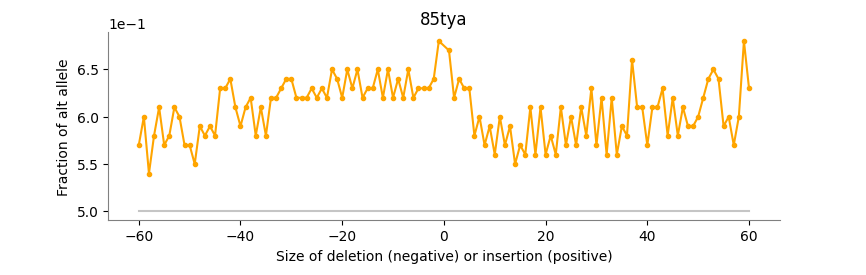 85tya
1e−1
6.5
6.0
5.5
5.0
Fraction of alt allele
−60 −40 −20 0 20 40 60
Size of deletion (negative) or insertion (positive)